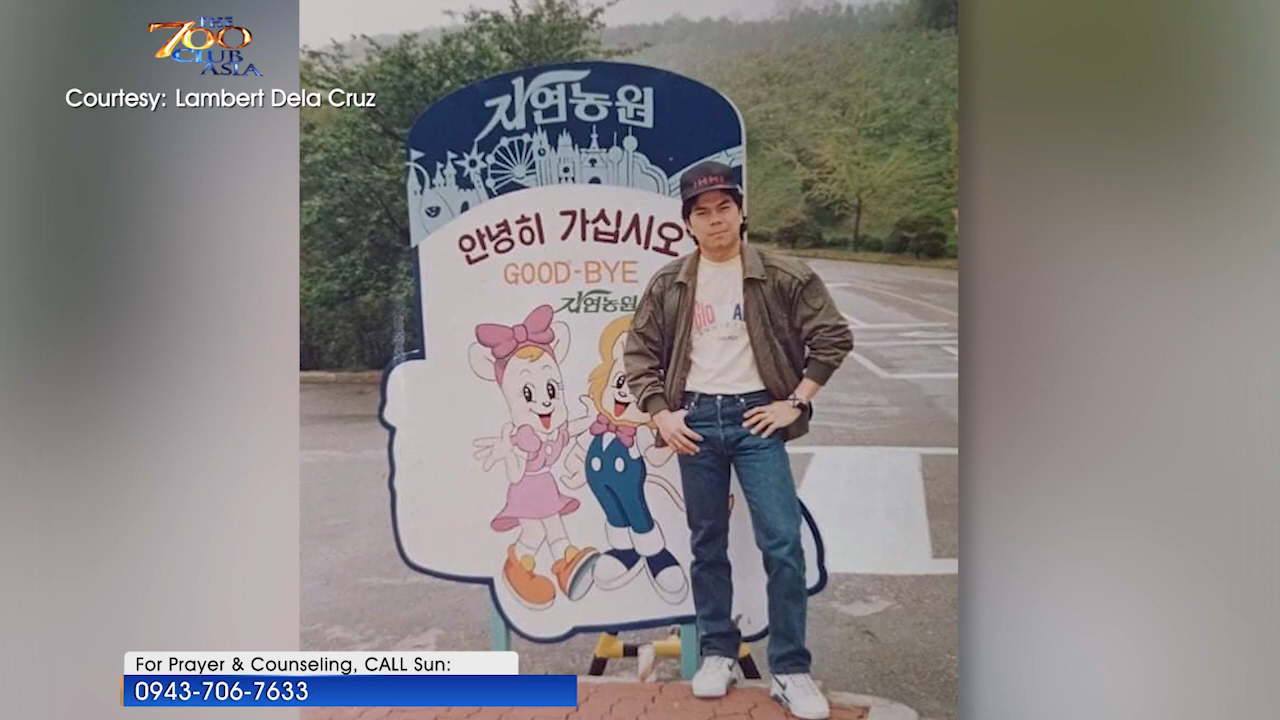 THE
700
CLUB
ASIA
Courtesy: Lambert Dela Cruz
자연농원
안녕히 가십시오
GOOD-BYE
자연농원
For Prayer & Counseling, CALL Sun:
0943-706-7633